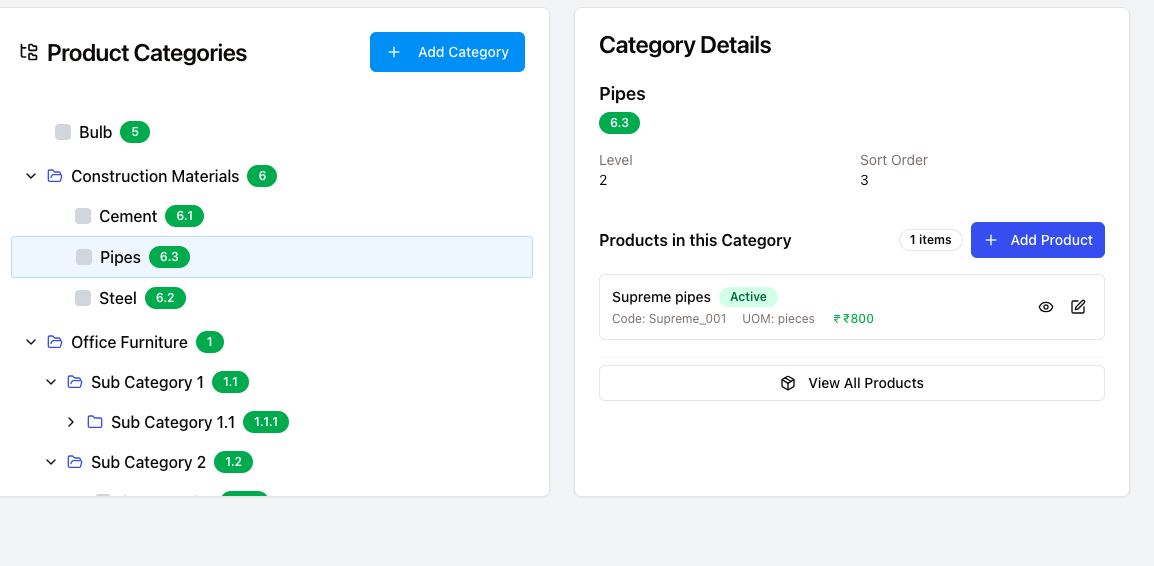 Product Categories
Add Category
Bulb 5
Construction Materials 6
Cement 6.1
Pipes 6.3
Steel 6.2
Office Furniture 1
Sub Category 1 1.1
Sub Category 1.1 1.1.1
Sub Category 2 1.2
Category Details
Pipes
6.3
Level Sort Order
2 3
Products in this Category 1 items Add Product
Supreme pipes Active
Code: Supreme_001 UOM: pieces ₹ ₹800
View All Products